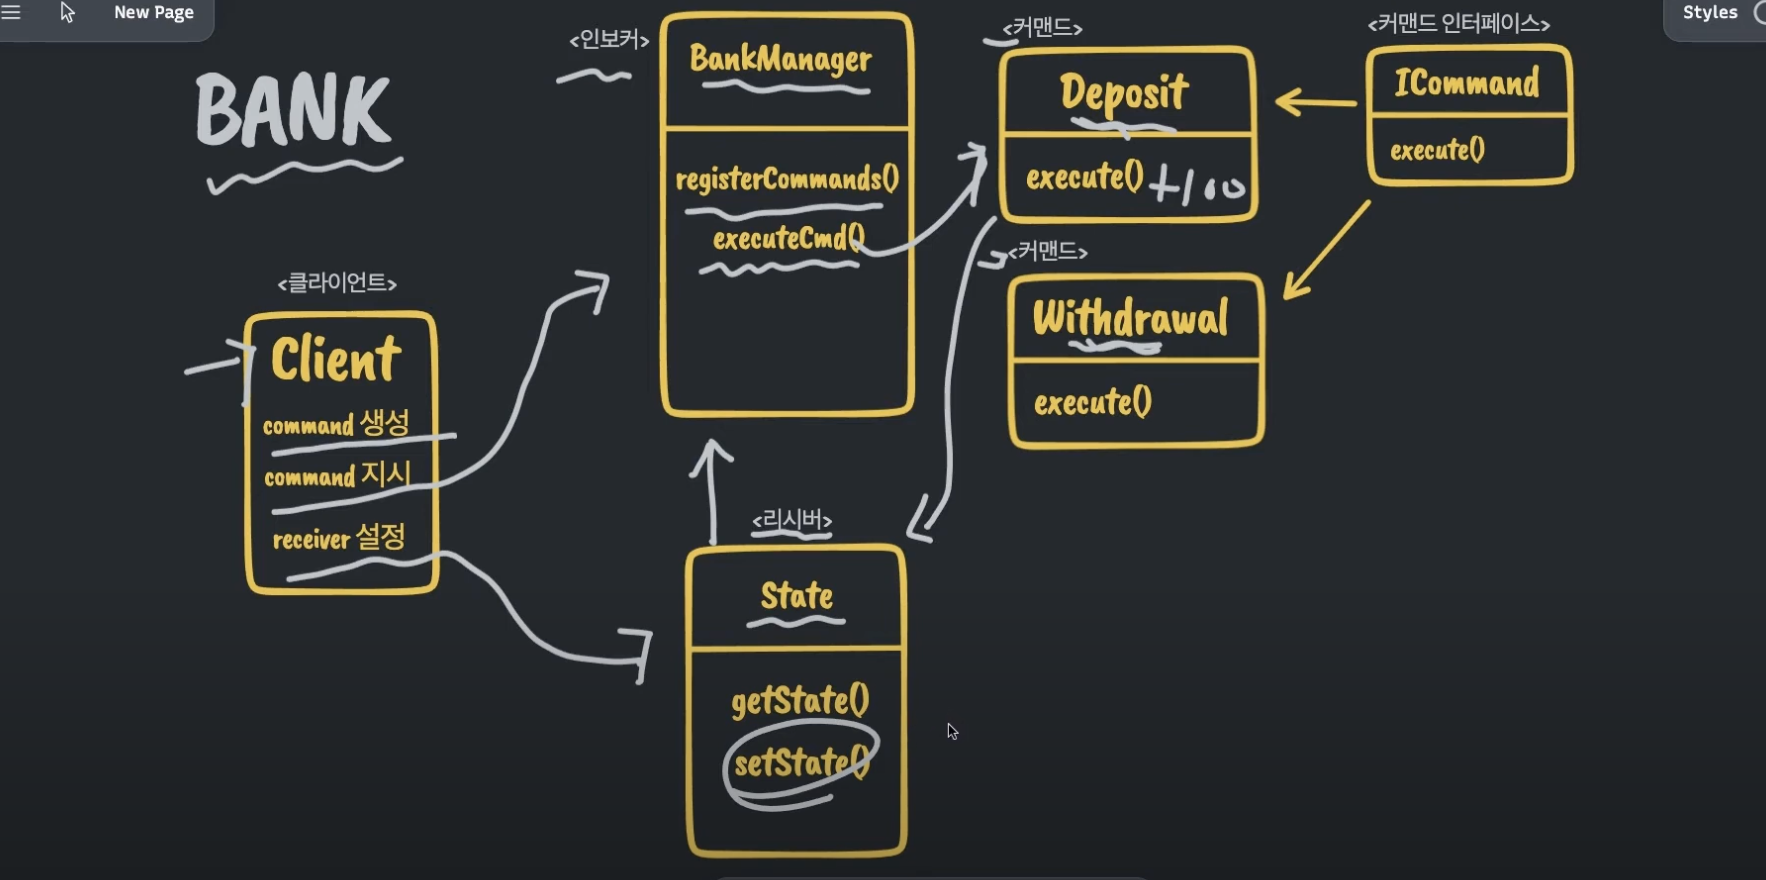 New Page
Styles
BANK
<인보커>
BankManager
registerCommands()
executeCmd()
<커맨드>
Deposit
execute() +100
<커맨드 인터페이스>
ICommand
execute()
<커맨드>
Withdrawal
execute()
<클라이언트>
Client
command 생성
command 지시
receiver 설정
<리시버>
State
getState()
setState()